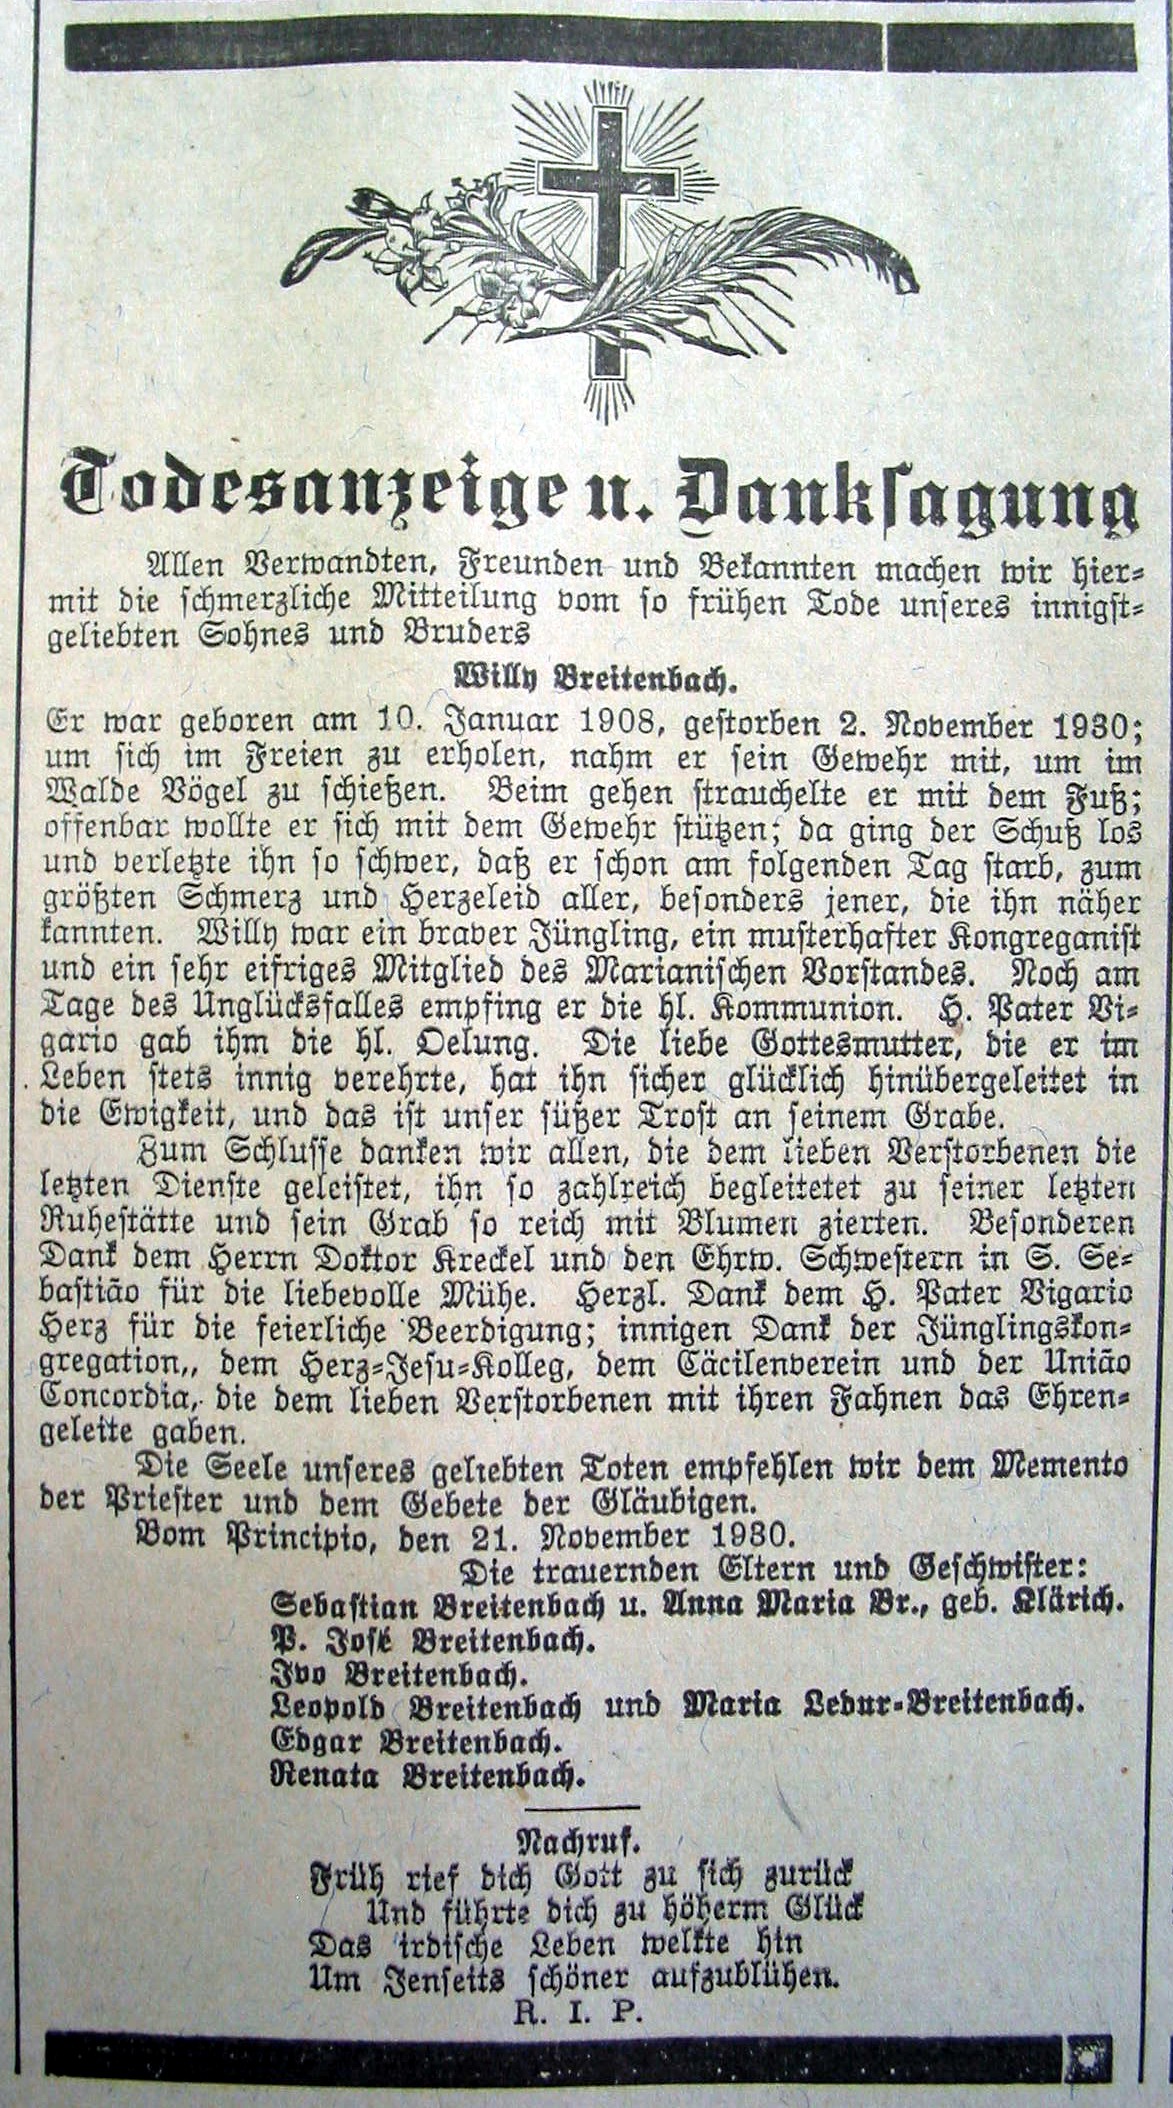 Todesanzeige u. Danksagung
Allen Verwandten, Freunden und Bekannten machen wir hier-
mit die schmerzliche Mitteilung vom so frühen Tode unseres innigst-
geliebten Sohnes und Bruders
Willy Breitenbach.
Er war geboren am 10. Januar 1908, gestorben 2. November 1930;
um sich im Freien zu erholen, nahm er sein Gewehr mit, um im
Walde Vögel zu schießen. Beim gehen strauchelte er mit dem Fuß;
offenbar wollte er sich mit dem Gewehr stützen; da ging der Schuß los
und verletzte ihn so schwer, daß er schon am folgenden Tag starb, zum
größten Schmerz und Herzeleid aller, besonders jener, die ihn näher
kannten. Willy war ein braver Jüngling, ein musterhafter Kongreganist
und ein sehr eifriges Mitglied des Marianischen Vorstandes. Noch am
Tage des Unglücksfalles empfing er die hl. Kommunion. H. Pater Vi-
gario gab ihm die hl. Oelung. Die liebe Gottesmutter, die er im
Leben stets innig verehrte, hat ihn sicher glücklich hinübergeleitet in
die Ewigkeit, und das ist unser süßer Trost an seinem Grabe.
Zum Schlusse danken wir allen, die dem lieben Verstorbenen die
letzten Dienste geleistet, ihn so zahlreich begleitetet zu seiner letzten
Ruhestätte und sein Grab so reich mit Blumen zierten. Besonderen
Dank dem Herrn Doktor Kreckel und den Ehrw. Schwestern in S. Se-
bastião für die liebevolle Mühe. Herzl. Dank dem H. Pater Vigario
Herz für die feierliche Beerdigung; innigen Dank der Jünglingskon-
gregation,, dem Herz-Jesu-Kolleg, dem Cäcilenverein und der União
Concordia, die dem lieben Verstorbenen mit ihren Fahnen das Ehren-
geleite gaben.
Die Seele unseres geliebten Toten empfehlen wir dem Memento
der Priester und dem Gebete der Gläubigen.
Bom Principio, den 21. November 1930.
Die trauernden Eltern und Geschwister:
Sebastian Breitenbach u. Anna Maria Br., geb. Klärich.
P. José Breitenbach.
Ivo Breitenbach.
Leopold Breitenbach und Maria Ledur-Breitenbach.
Edgar Breitenbach.
Renata Breitenbach.
Nachruf.
Früh rief dich Gott zu sich zurück
Und führte dich zu höherm Glück
Das irdische Leben welkte hin
Um Jenseits schöner aufzublühen.
R. I. P.